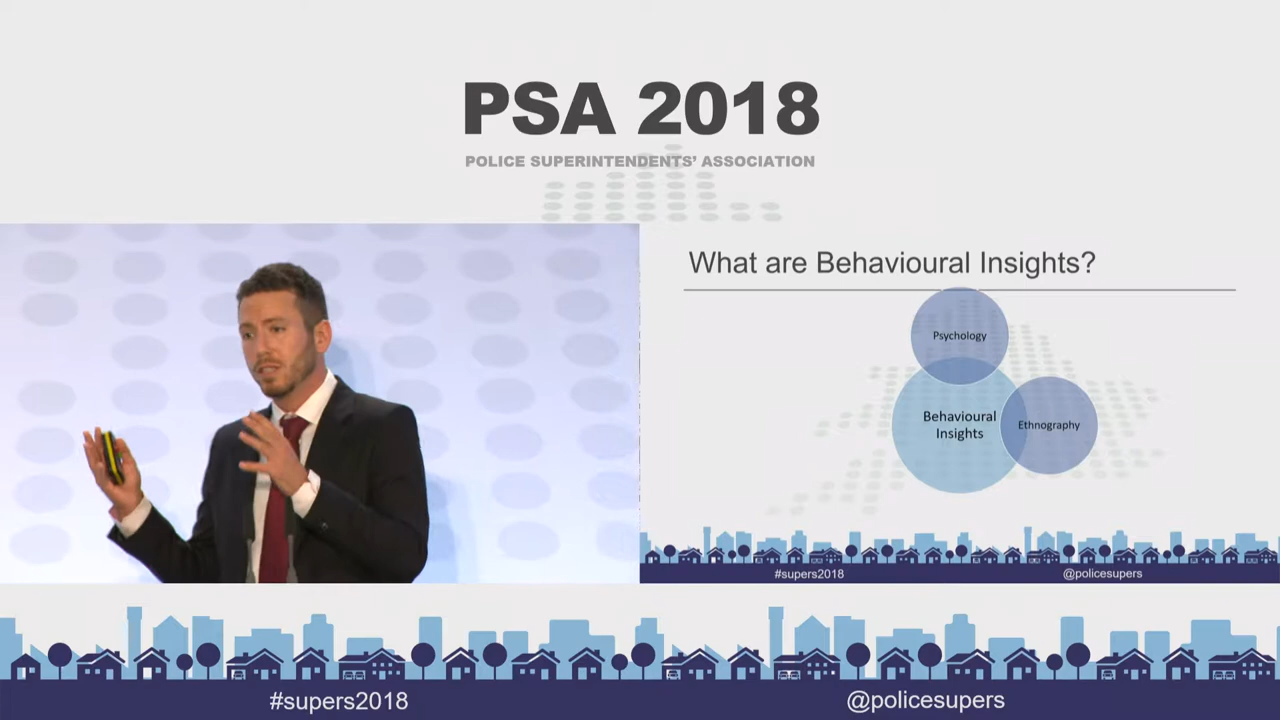 PSA 2018
POLICE SUPERINTENDENTS’ ASSOCIATION
What are Behavioural Insights?
Psychology
Behavioural
Insights
Ethnography
#supers2018
@policesupers
#supers2018
@policesupers